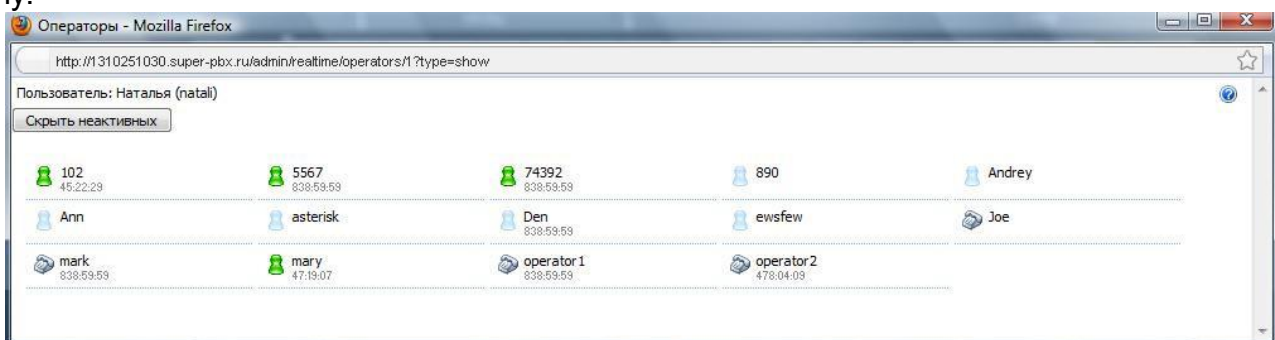 Операторы - Mozilla Firefox
http://1310251030.super-pbx.ru/admin/realtime/operators/1?type=show
Пользователь: Наталья (natali)
Скрыть неактивных
102 5567 74392 890 Andrey
45:22:29 838:59:59 838:59:59
Ann asterisk Den ewsfew Joe
838:59:59
mark mary operator1 operator2
838:59:59 47:19:07 838:59:59 478:04:09